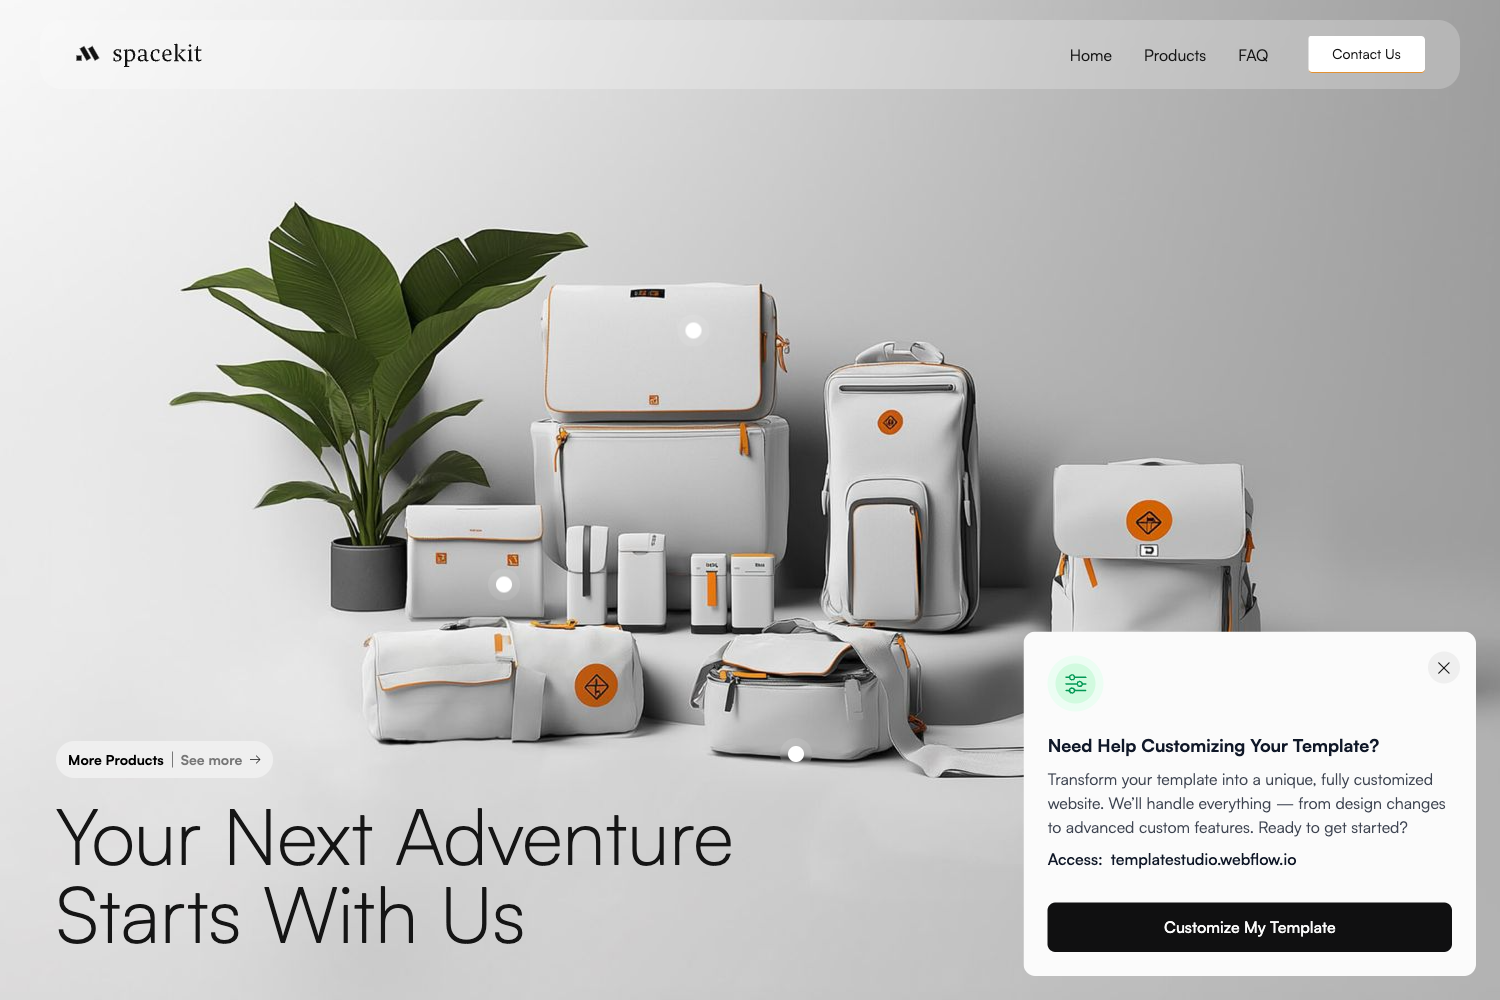 spacekit
Home
Products
FAQ
Contact Us
More Products | See more →
Your Next Adventure
Starts With Us
Need Help Customizing Your Template?
Transform your template into a unique, fully customized
website. We’ll handle everything — from design changes
to advanced custom features. Ready to get started?
Access: templatestudio.webflow.io
Customize My Template